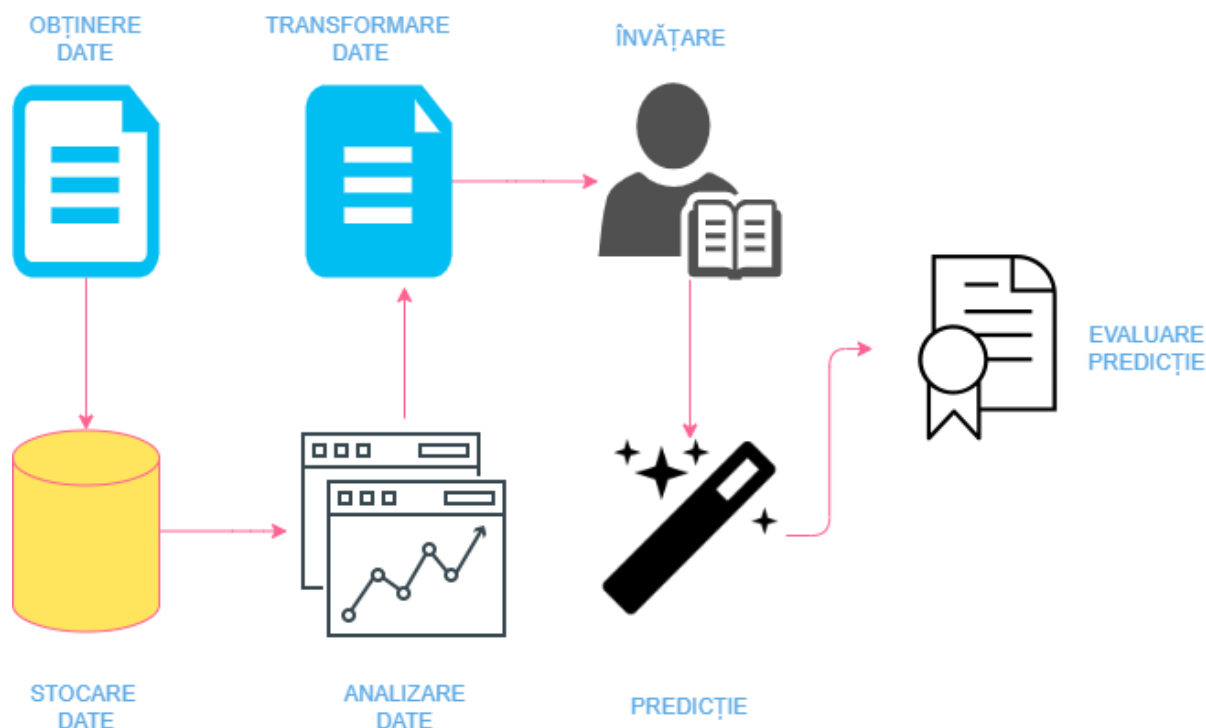 OBȚINERE
DATE
TRANSFORMARE
DATE
ÎNVĂȚARE
EVALUARE
PREDICȚIE
STOCARE
DATE
ANALIZARE
DATE
PREDICȚIE